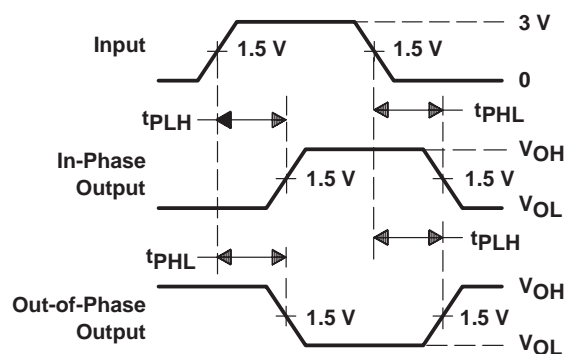 3 V
Input
1.5 V
1.5 V
0
tPLH
tPHL
VOH
In-Phase
Output
1.5 V
1.5 V
VOL
tPHL
tPLH
VOH
Out-of-Phase
Output
1.5 V
1.5 V
VOL